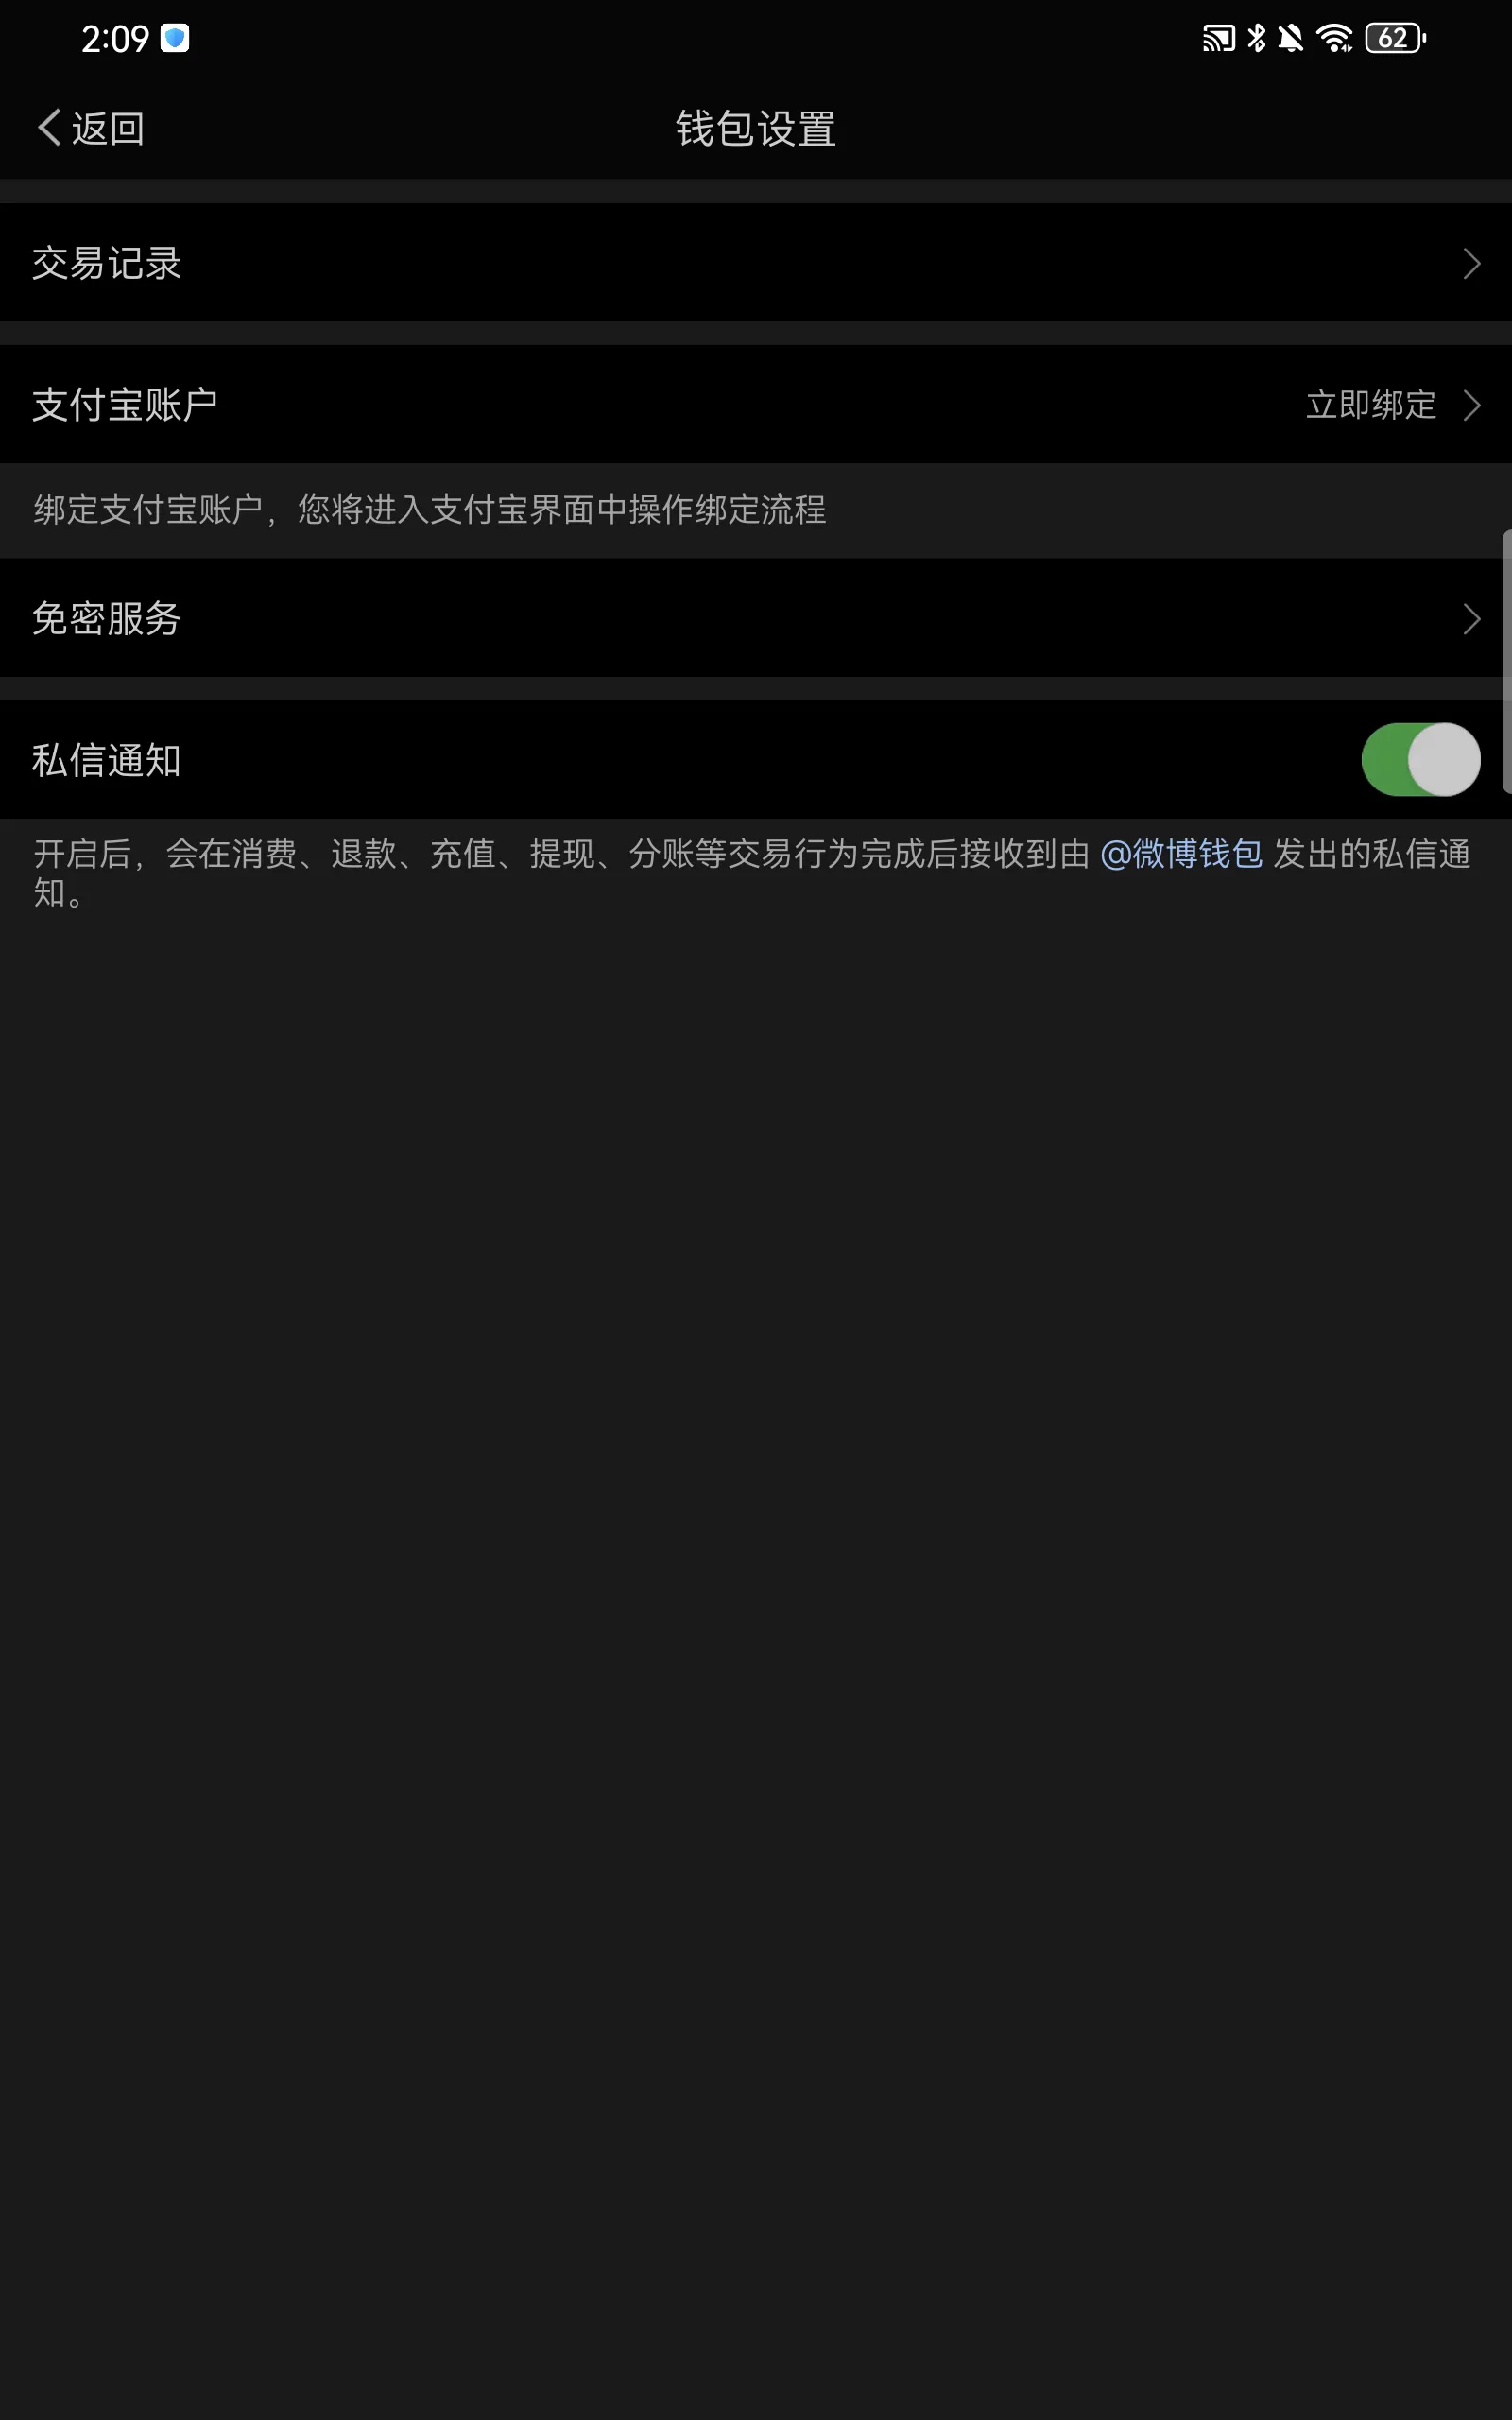 2:09
62
返回
钱包设置
交易记录
支付宝账户
立即绑定
绑定支付宝账户，您将进入支付宝界面中操作绑定流程
免密服务
私信通知
开启后，会在消费、退款、充值、提现、分账等交易行为完成后接收到由 @微博钱包 发出的私信通
知。